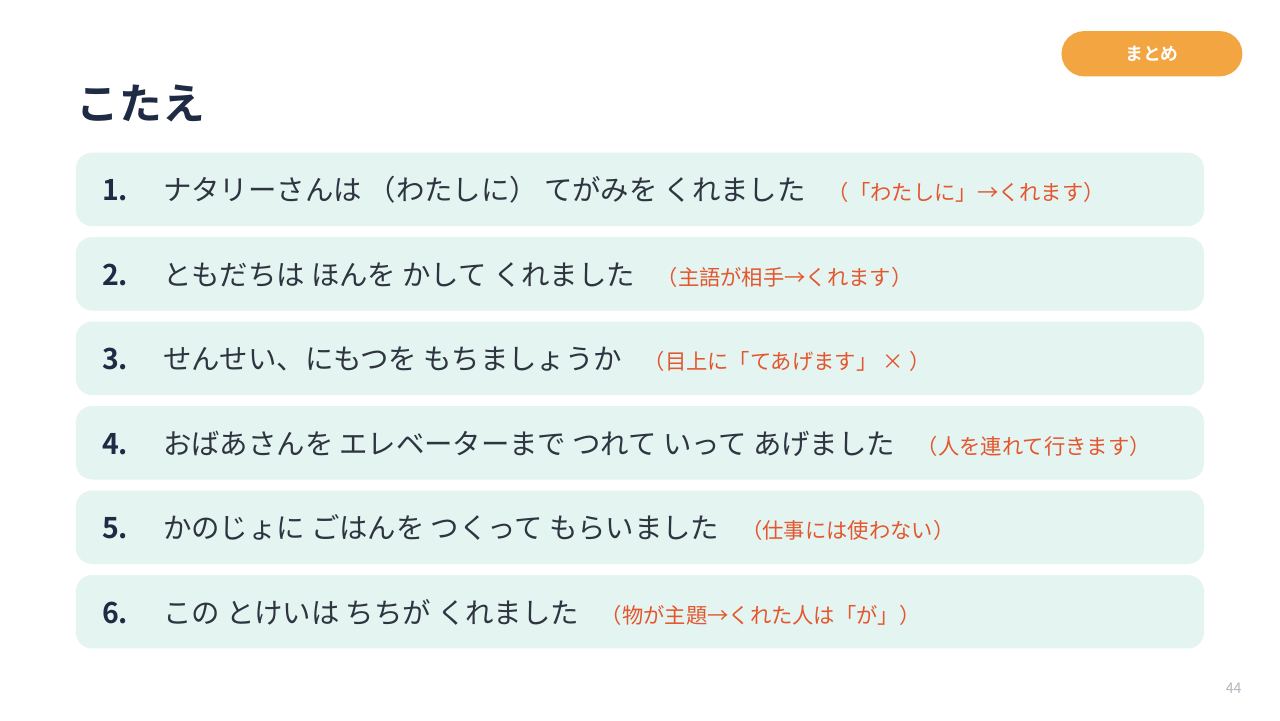 まとめ
こたえ
1. ナタリーさんは （わたしに） てがみを くれました （「わたしに」→くれます）
2. ともだちは ほんを かして くれました （主語が相手→くれます）
3. せんせい、にもつを もちましょうか （目上に「てあげます」 × ）
4. おばあさんを エレベーターまで つれて いって あげました （人を連れて行きます）
5. かのじょに ごはんを つくって もらいました （仕事には使わない）
6. この とけいは ちちが くれました （物が主題→くれた人は「が」）
44